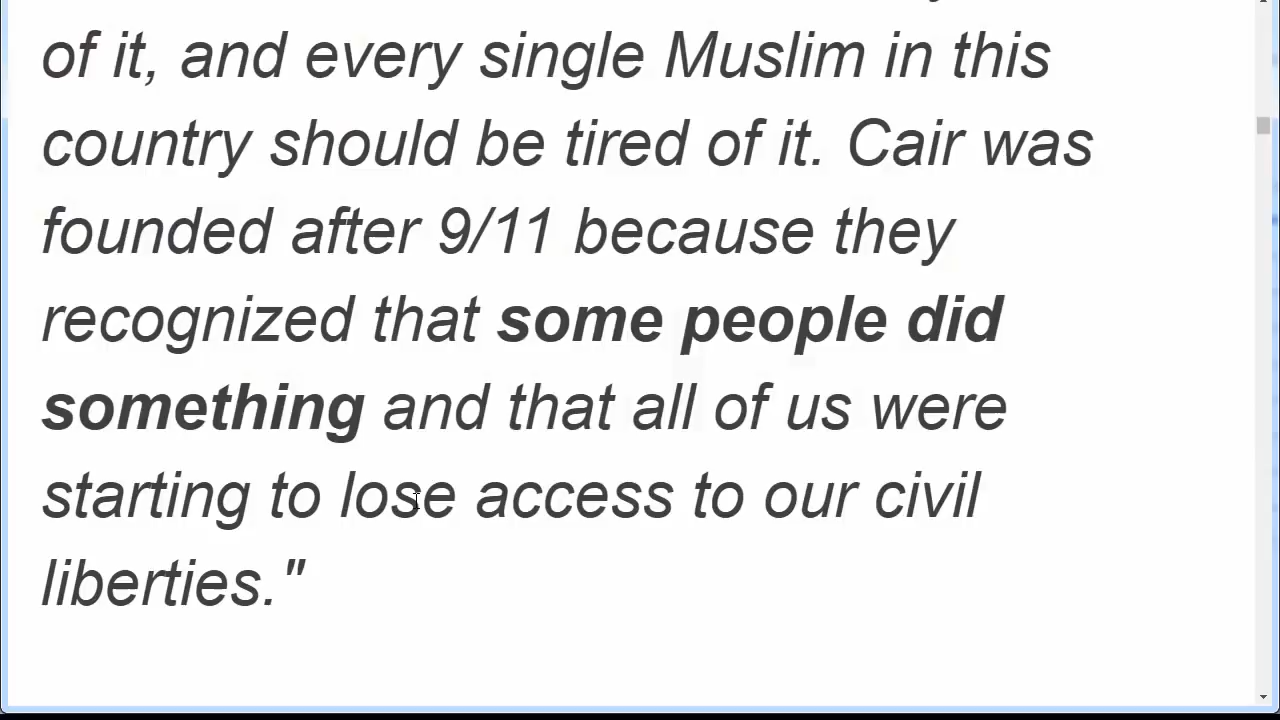 of it, and every single Muslim in this
country should be tired of it. Cair was
founded after 9/11 because they
recognized that some people did
something and that all of us were
starting to lose access to our civil
liberties."